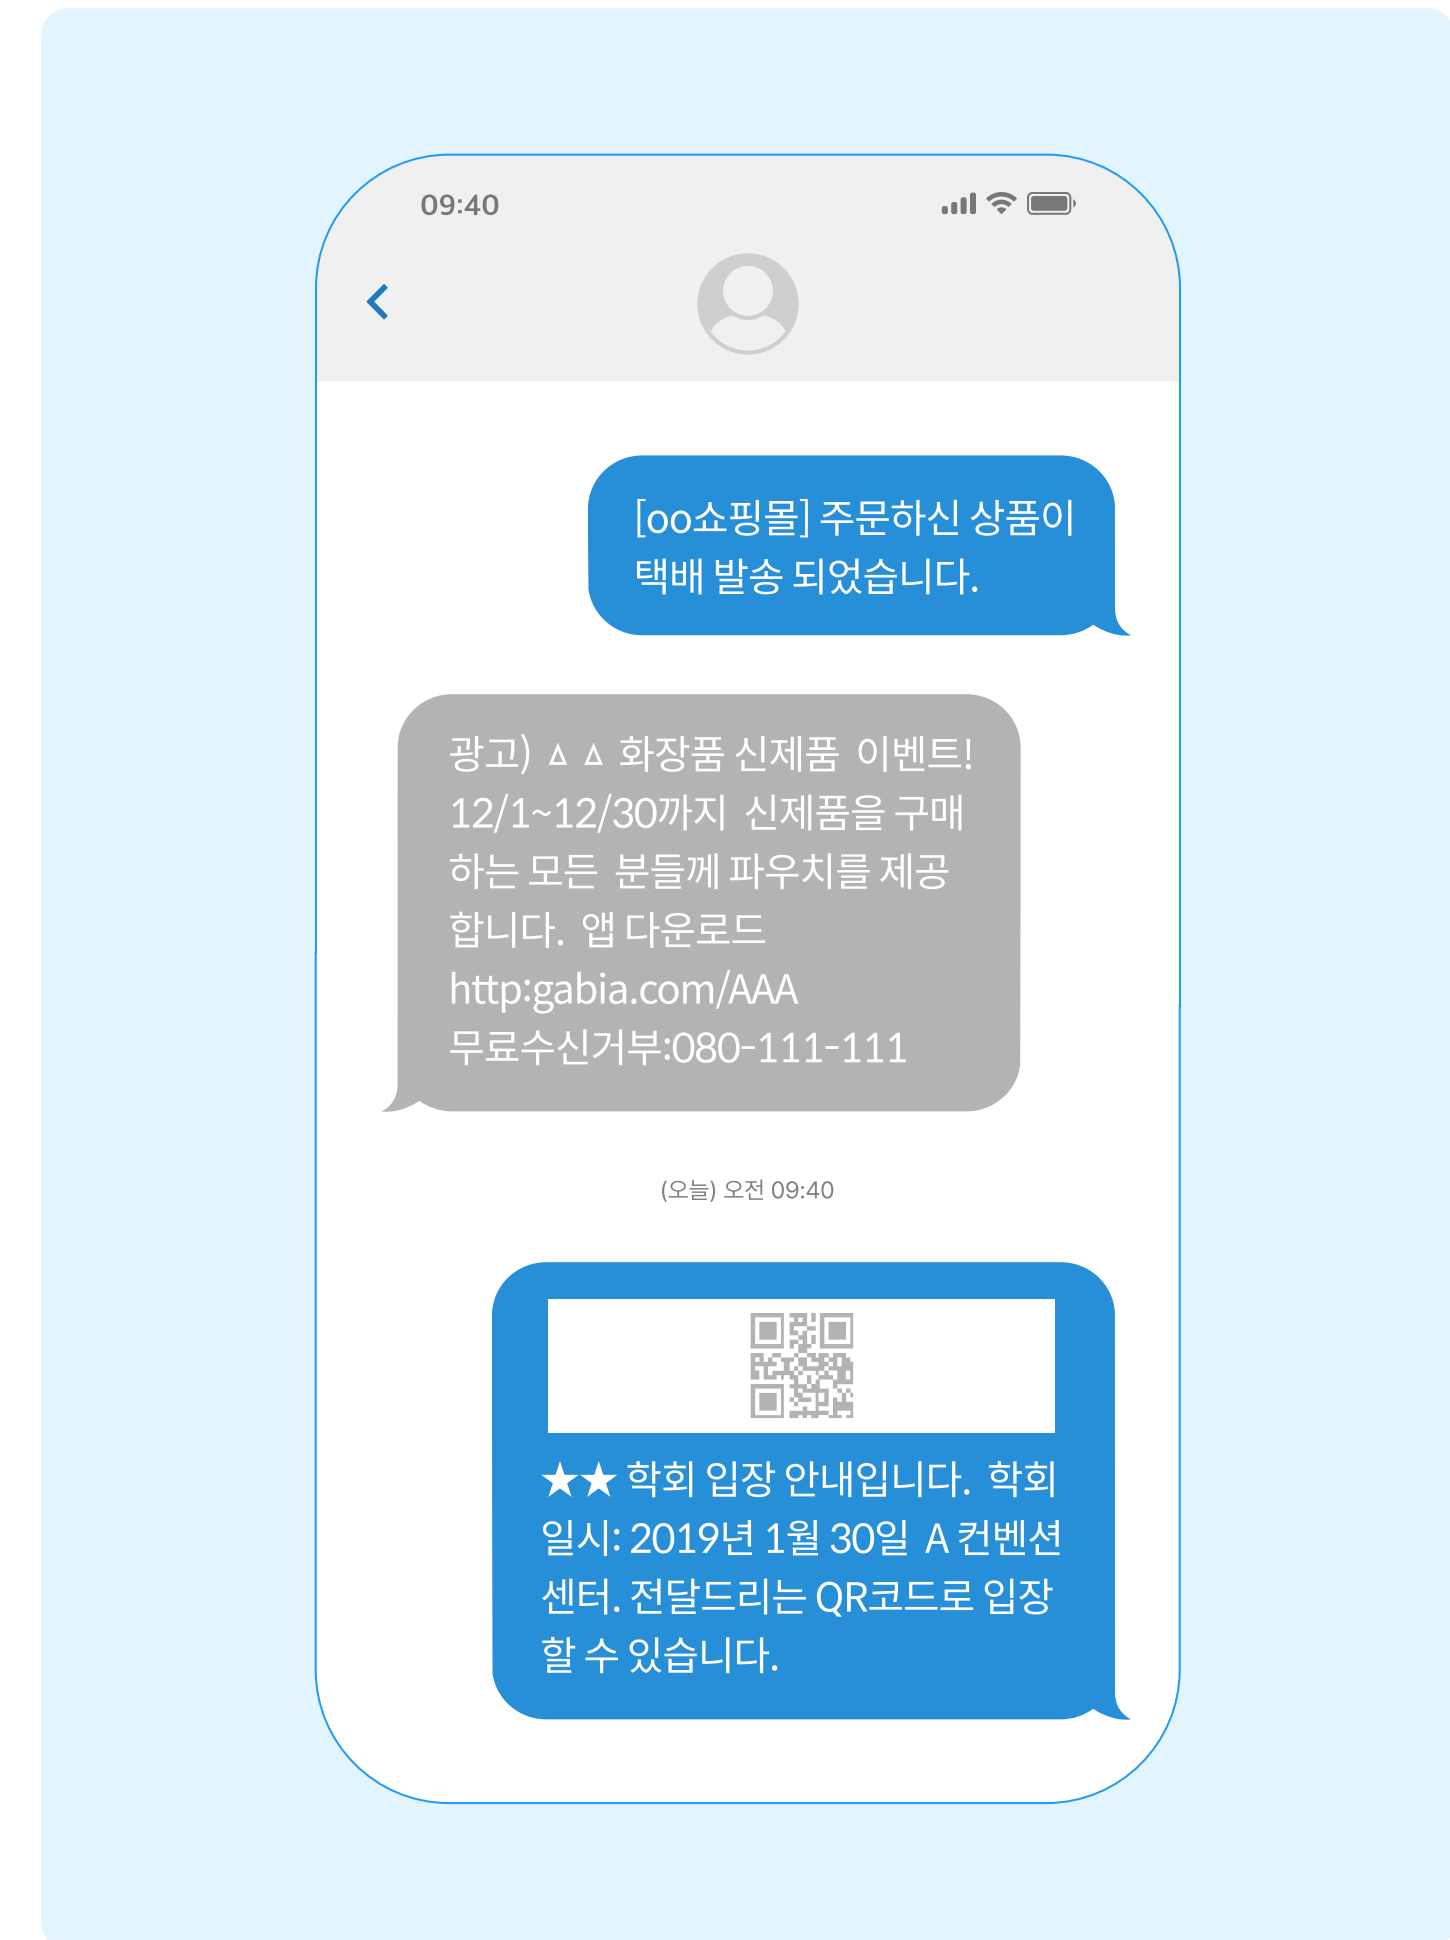 09:40
[oo쇼핑몰] 주문하신 상품이
택배 발송 되었습니다.
광고) △ △ 화장품 신제품 이벤트!
12/1~12/30까지 신제품을 구매
하는 모든 분들께 파우치를 제공
합니다. 앱 다운로드
http:gabia.com/AAA
무료수신거부:080-111-111
(오늘) 오전 09:40
★★ 학회 입장 안내입니다. 학회
일시: 2019년 1월 30일 A 컨벤션
센터. 전달드리는 QR코드로 입장
할 수 있습니다.